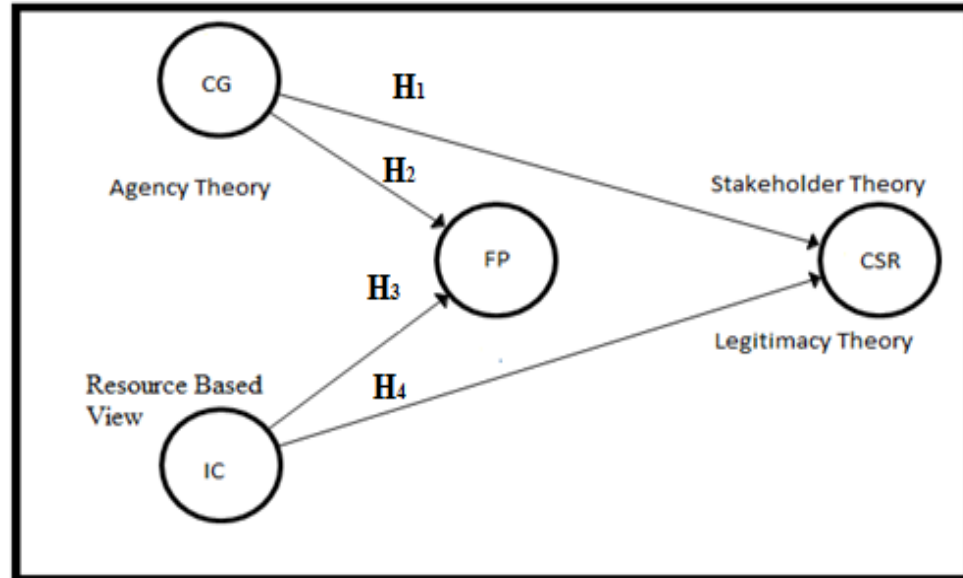 CG
H1
H2
Agency Theory
Stakeholder Theory
FP
CSR
H3
Legitimacy Theory
Resource Based
View
H4
IC